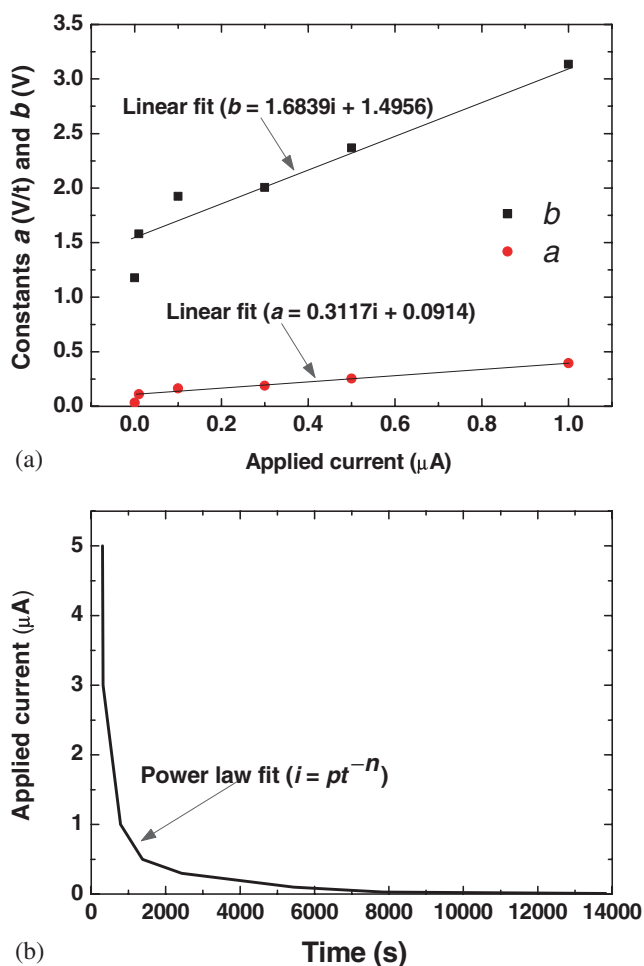 3.5
3.0
2.5
2.0
1.5
1.0
0.5
0.0
Constants a (V/t) and b (V)
Linear fit (b = 1.6839i + 1.4956)
b
a
Linear fit (a = 0.3117i + 0.0914)
0.0 0.2 0.4 0.6 0.8 1.0
(a)
Applied current (μA)
5
4
3
2
1
0
Applied current (μA)
Power law fit (i = pt⁻ⁿ)
0 2000 4000 6000 8000 10000 12000 14000
(b)
Time (s)